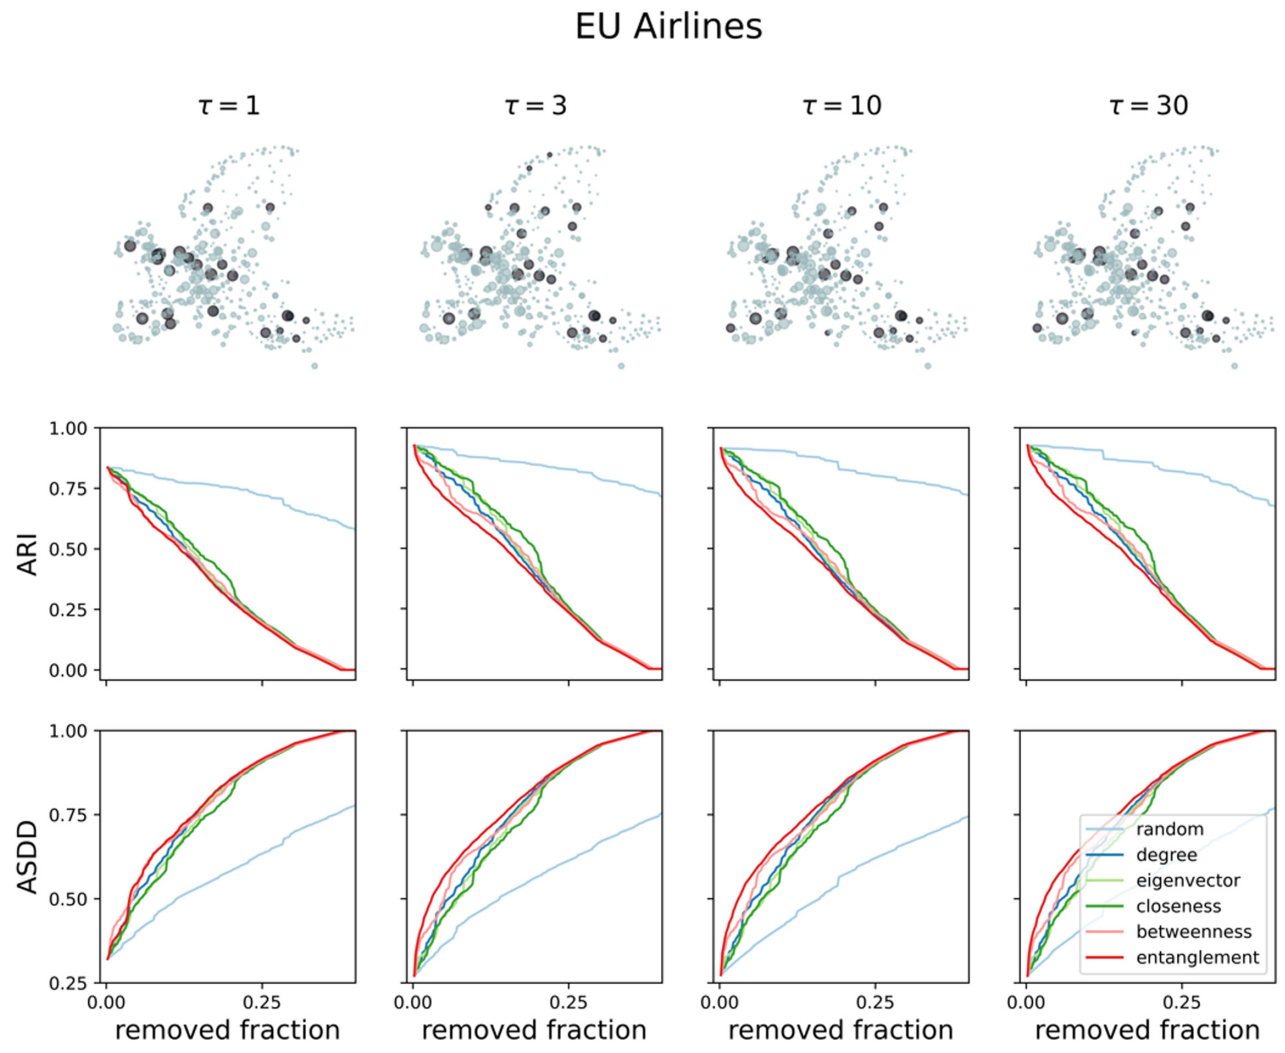 EU Airlines
τ = 1
τ = 3
τ = 10
τ = 30
ARI
1.00
0.75
0.50
0.25
0.00
ASDD
1.00
0.75
0.50
0.25
0.00 0.25
removed fraction
0.00 0.25
removed fraction
0.00 0.25
removed fraction
0.00 0.25
removed fraction
random
degree
eigenvector
closeness
betweenness
entanglement